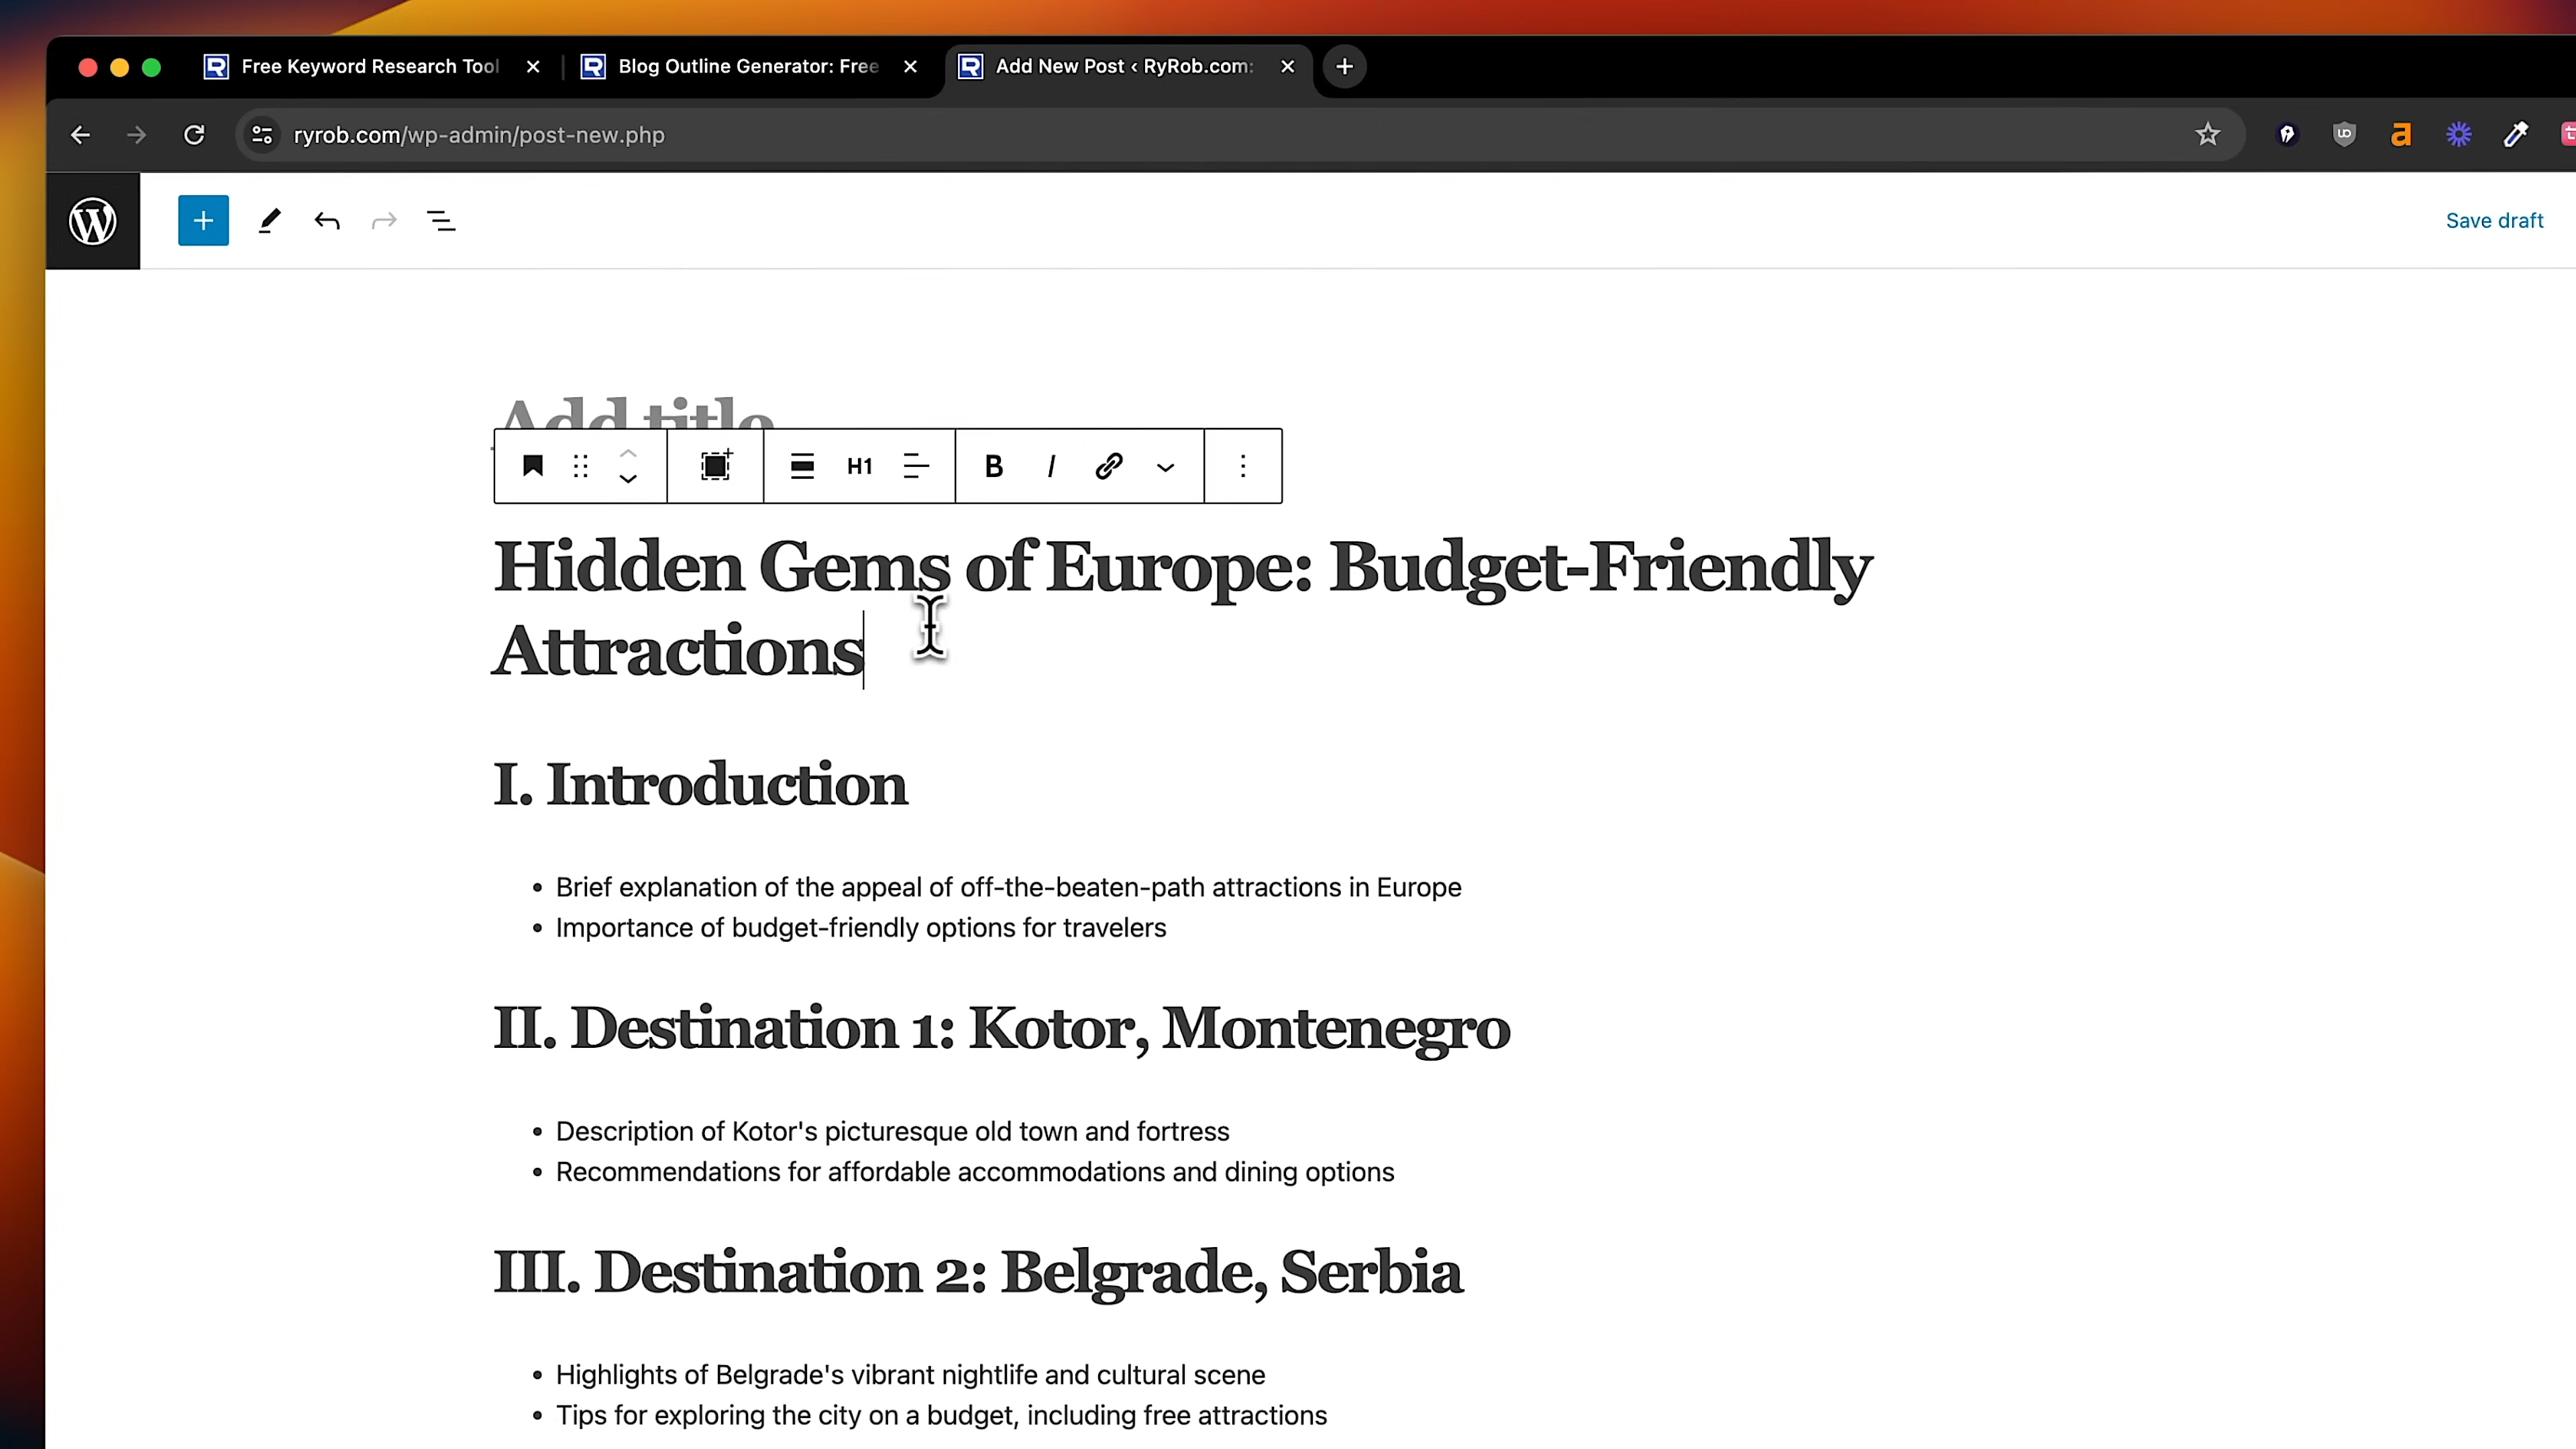 Free Keyword Research Tool
Blog Outline Generator: Free
Add New Post ‹ RyRob.com:
ryrob.com/wp-admin/post-new.php
Save draft
Add title
H1
B I
Hidden Gems of Europe: Budget-Friendly
Attractions
I. Introduction
• Brief explanation of the appeal of off-the-beaten-path attractions in Europe
• Importance of budget-friendly options for travelers
II. Destination 1: Kotor, Montenegro
• Description of Kotor's picturesque old town and fortress
• Recommendations for affordable accommodations and dining options
III. Destination 2: Belgrade, Serbia
• Highlights of Belgrade's vibrant nightlife and cultural scene
• Tips for exploring the city on a budget, including free attractions